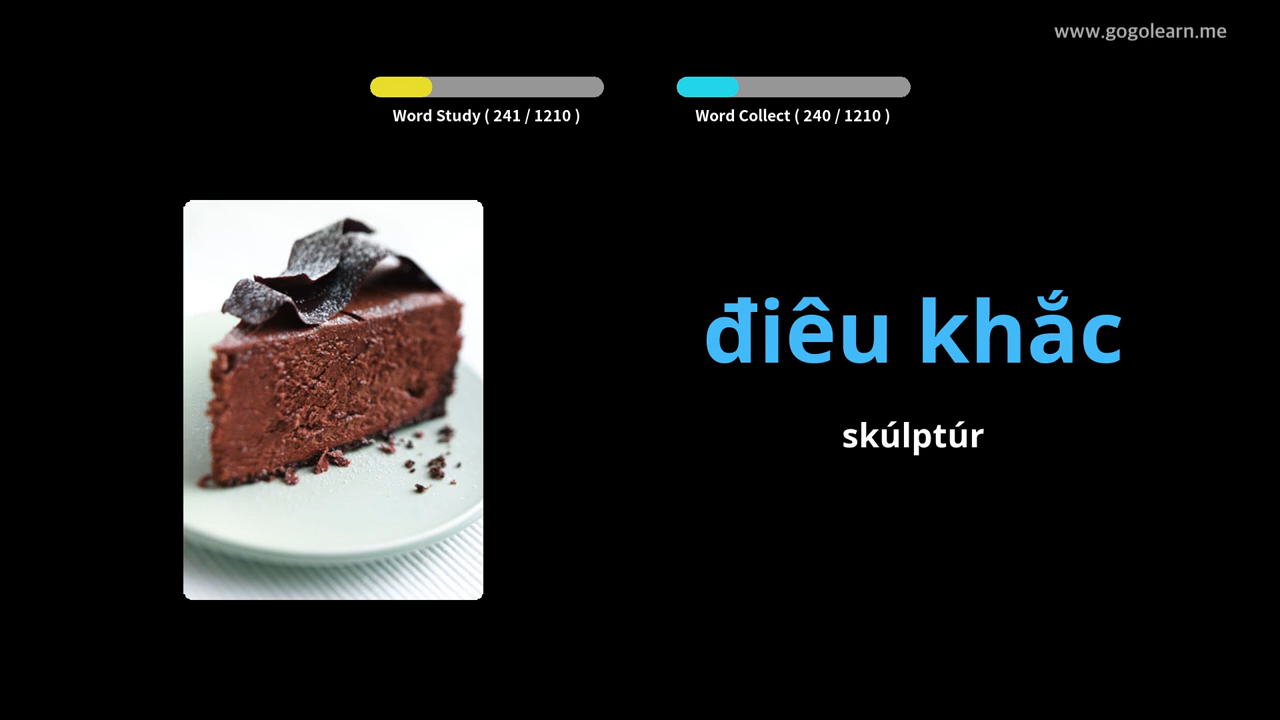 www.gogolearn.me
Word Study ( 241 / 1210 )
Word Collect ( 240 / 1210 )
điêu khắc
skúlptúr